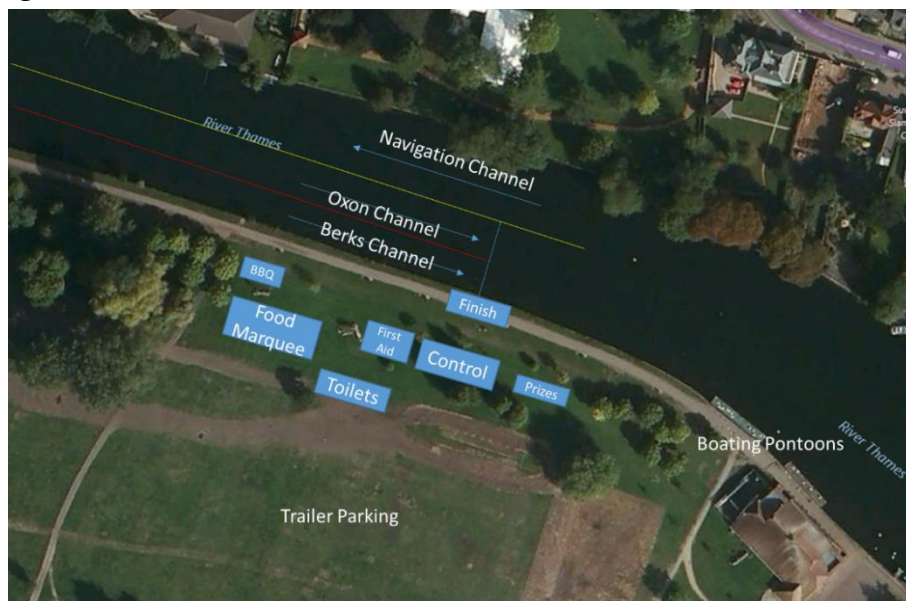 River Thames
Navigation Channel
Oxon Channel
Berks Channel
BBQ
Finish
Food
Marquee
First
Aid
Control
Toilets
Prizes
Boating Pontoons
River Thames
Trailer Parking